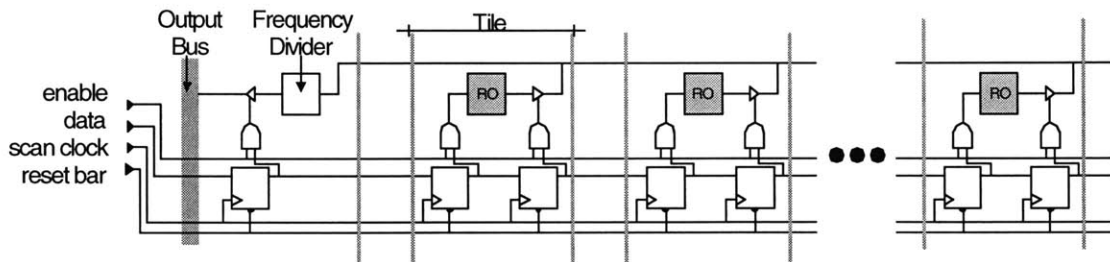 Output
Bus
Frequency
Divider
Tile
enable
data
scan clock
reset bar
RO
RO
RO